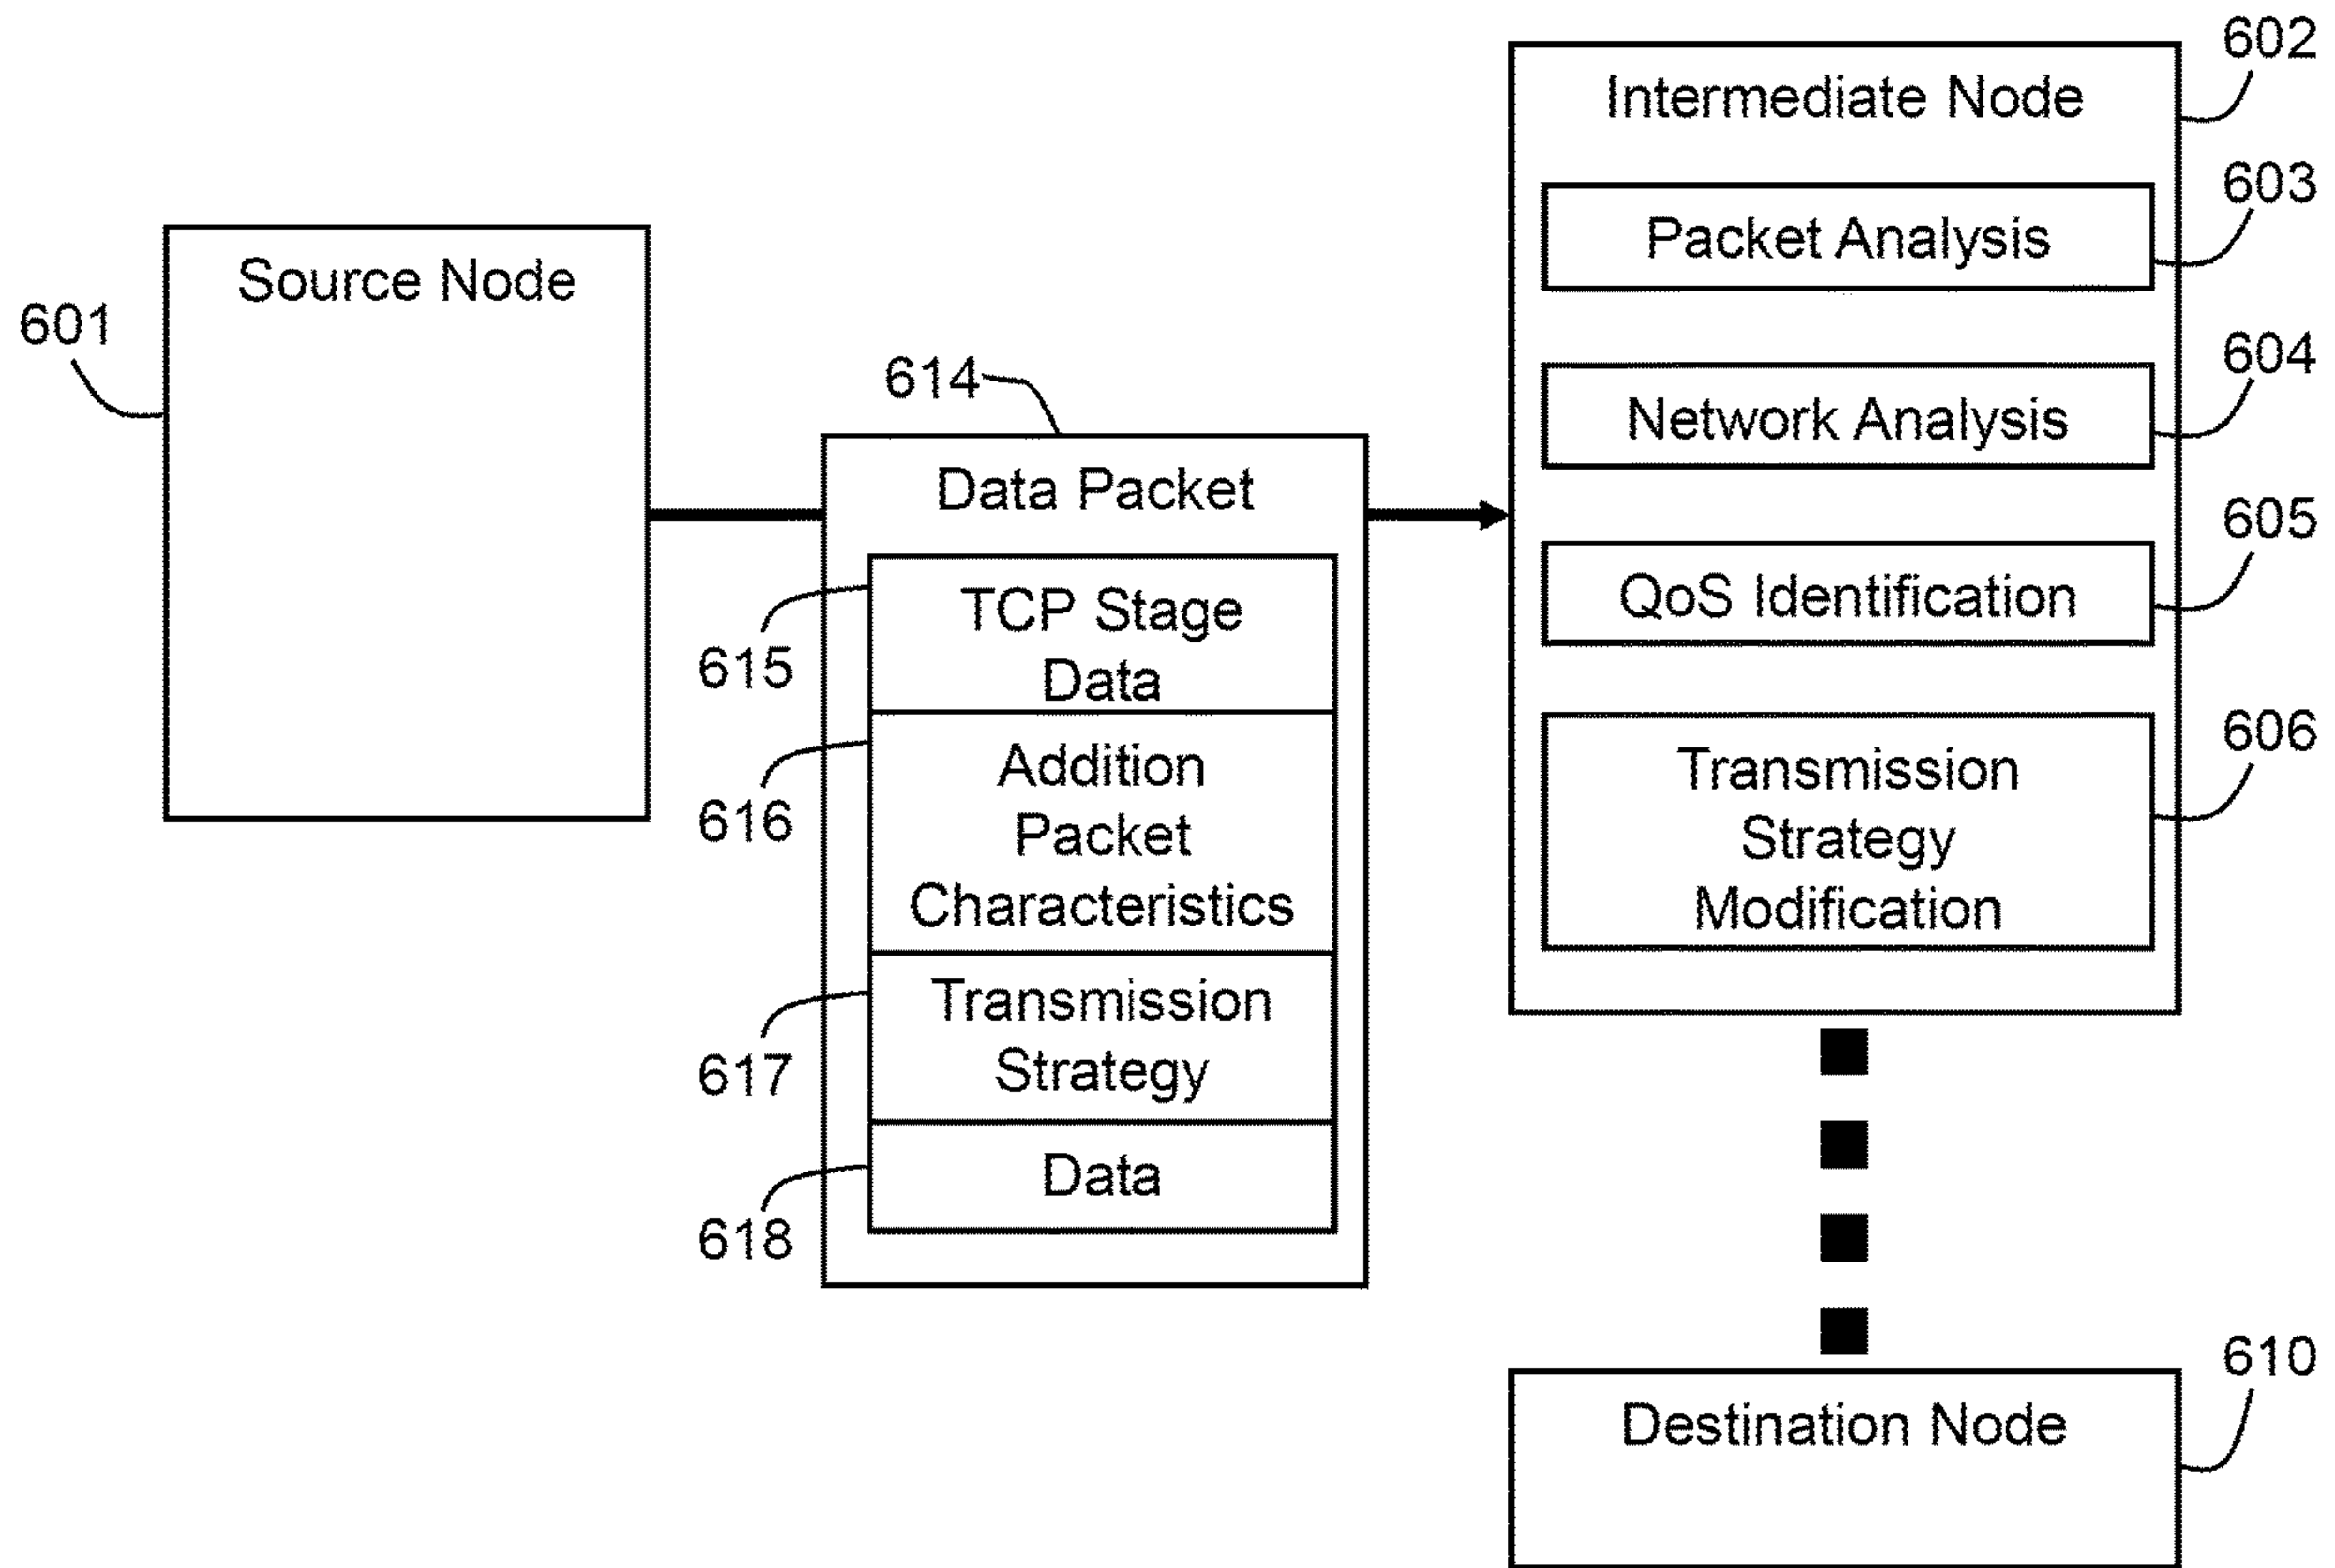 602
Intermediate Node
603
Packet Analysis
Source Node
601
604
614
Network Analysis
Data Packet
605
QoS Identification
TCP Stage
Data
615
606
Addition
Packet
Characteristics
616
Transmission
Strategy
Modification
Transmission
Strategy
617
Data
618
610
Destination Node